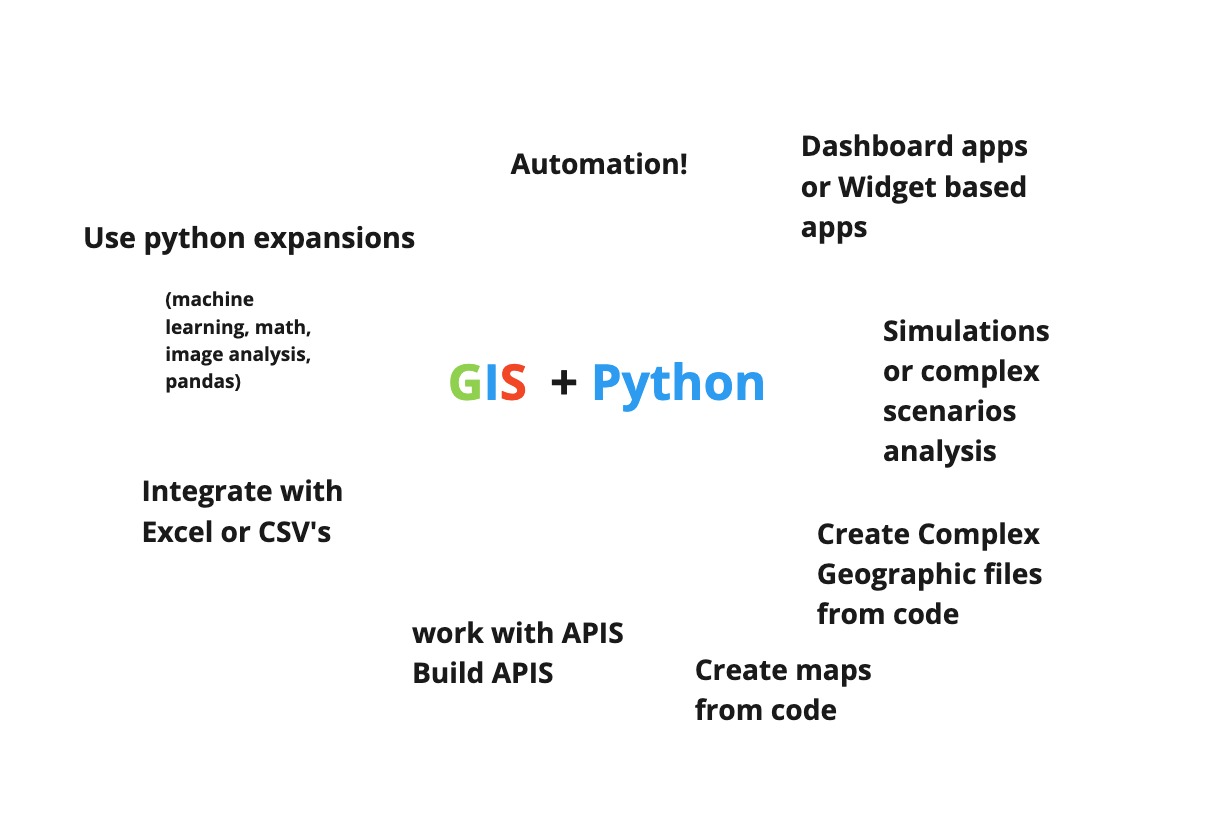 Automation!
Dashboard apps
or Widget based
apps
Use python expansions
(machine
learning, math,
image analysis,
pandas)
GIS + Python
Simulations
or complex
scenarios
analysis
Integrate with
Excel or CSV's
Create Complex
Geographic files
from code
work with APIS
Build APIS
Create maps
from code